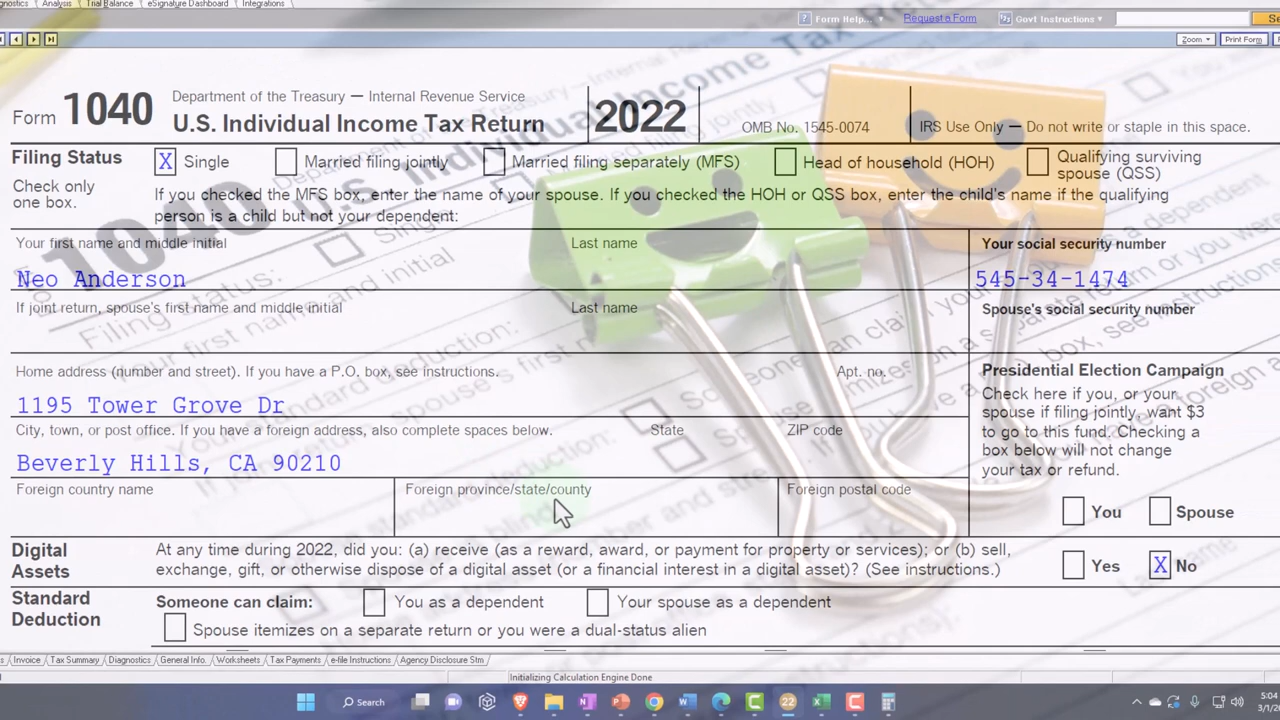 gnostics Analysis Trial Balance eSignature Dashboard Integrations
Form Help... Request a Form Govt Instructions Se
Zoom Print Form
Form 1040 Department of the Treasury — Internal Revenue Service
U.S. Individual Income Tax Return 2022 OMB No. 1545-0074 IRS Use Only — Do not write or staple in this space.
Filing Status
Check only
one box.
X Single Married filing jointly Married filing separately (MFS) Head of household (HOH) Qualifying surviving
spouse (QSS)
If you checked the MFS box, enter the name of your spouse. If you checked the HOH or QSS box, enter the child's name if the qualifying
person is a child but not your dependent:
Your first name and middle initial Last name Your social security number
Neo Anderson 545-34-1474
If joint return, spouse's first name and middle initial Last name Spouse's social security number
Home address (number and street). If you have a P.O. box, see instructions. Apt. no.
1195 Tower Grove Dr
City, town, or post office. If you have a foreign address, also complete spaces below. State ZIP code
Beverly Hills, CA 90210
Foreign country name Foreign province/state/county Foreign postal code
Presidential Election Campaign
Check here if you, or your
spouse if filing jointly, want $3
to go to this fund. Checking a
box below will not change
your tax or refund.
You Spouse
Digital
Assets
At any time during 2022, did you: (a) receive (as a reward, award, or payment for property or services); or (b) sell,
exchange, gift, or otherwise dispose of a digital asset (or a financial interest in a digital asset)? (See instructions.)
Yes X No
Standard
Deduction
Someone can claim: You as a dependent Your spouse as a dependent
Spouse itemizes on a separate return or you were a dual-status alien
s Invoice Tax Summary Diagnostics General Info. Worksheets Tax Payments e-file Instructions Agency Disclosure Stm
Initializing Calculation Engine Done
Search
22
5:04
3/1/2